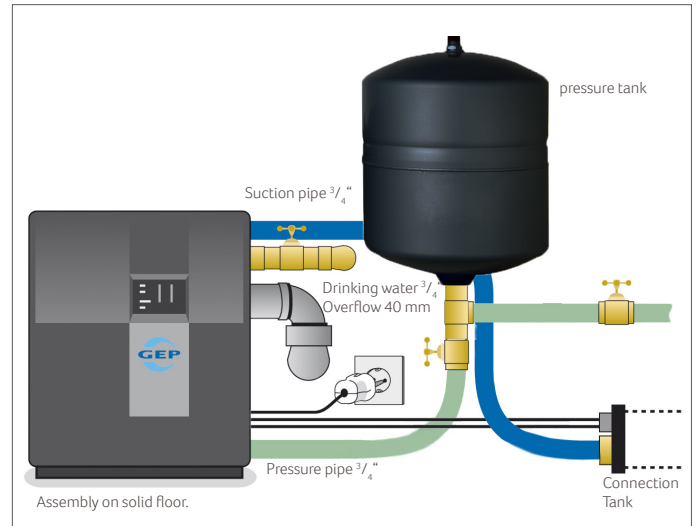 pressure tank
Suction pipe 3/4“
Drinking water 3/4“
Overflow 40 mm
GEP
Pressure pipe 3/4“
Connection
Tank
Assembly on solid floor.